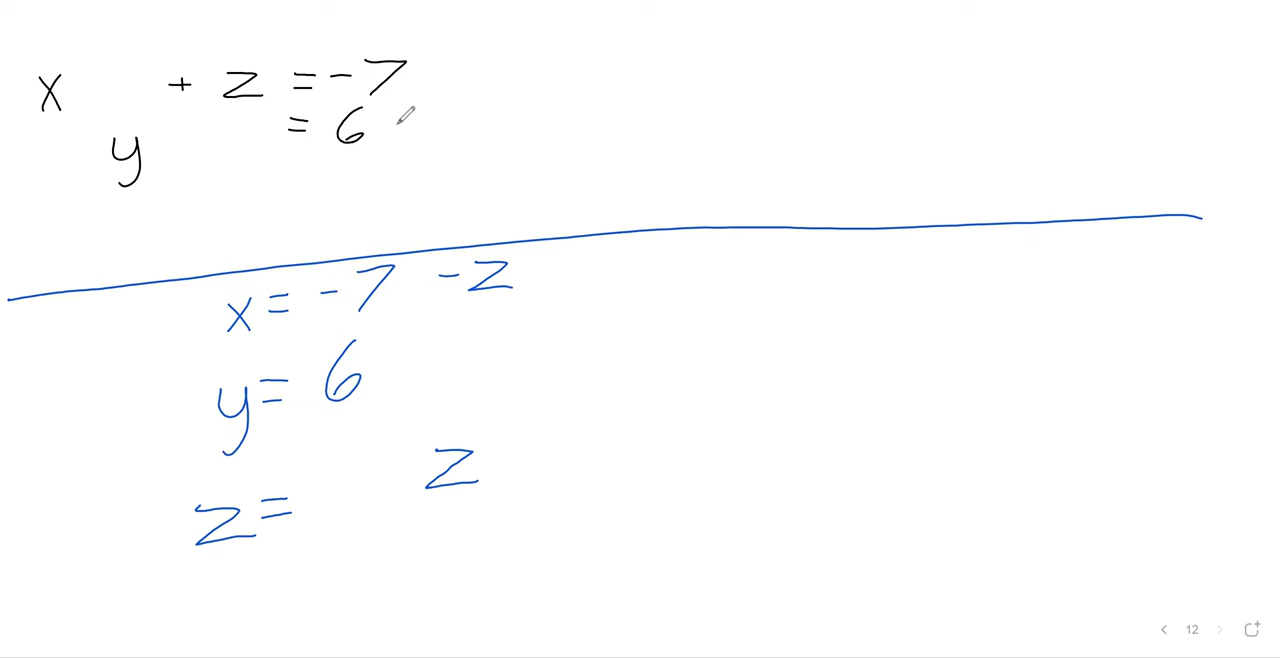 x + z = -7
y = 6
x = -7 -z
y = 6
z = z
12